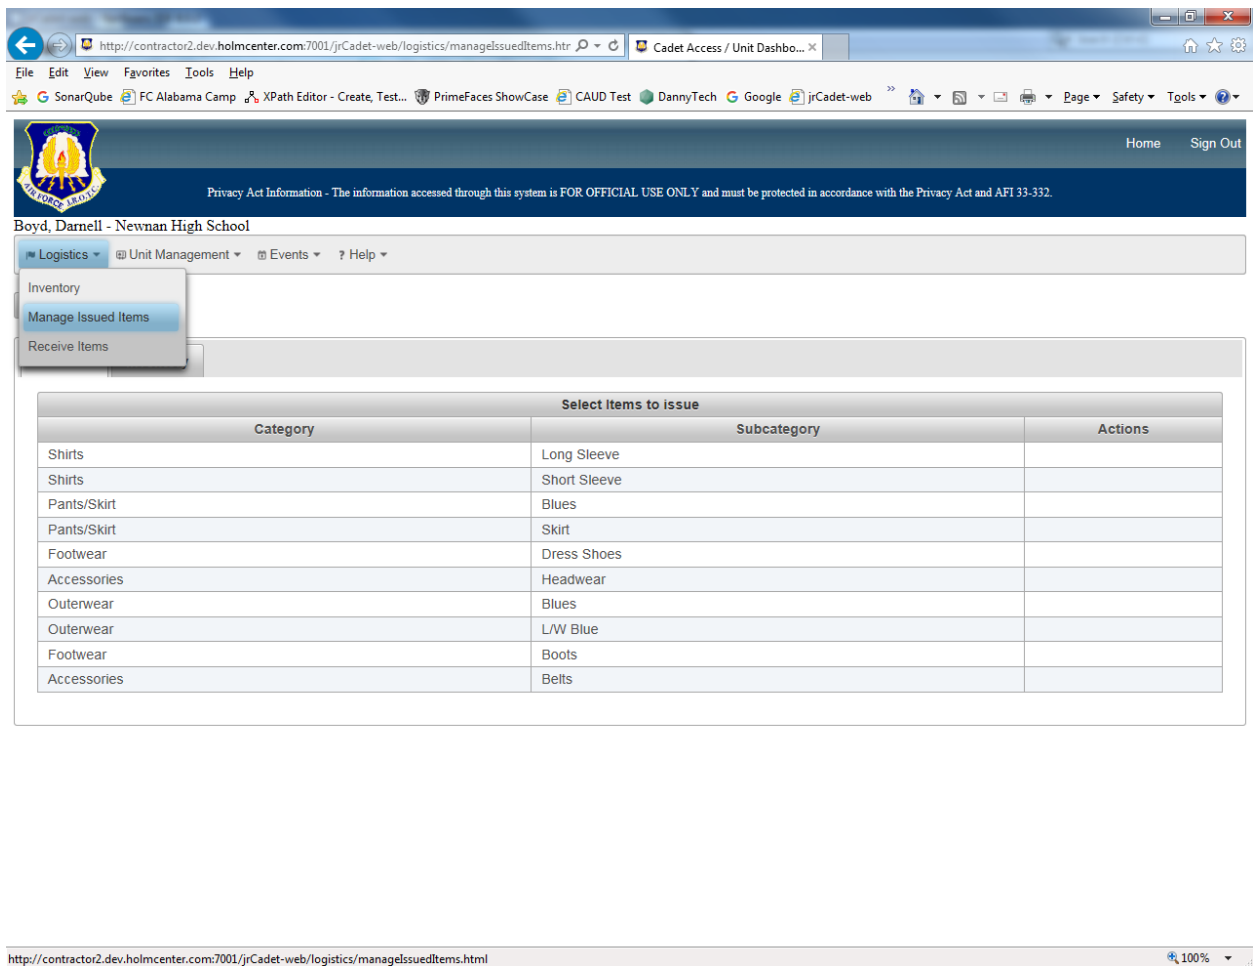 http://contractor2.dev.holmcenter.com:7001/jrCadet-web/logistics/manageIssuedItems.htr
Cadet Access / Unit Dashbo...
File Edit View Favorites Tools Help
SonarQube FC Alabama Camp XPath Editor - Create, Test... PrimeFaces ShowCase CAUD Test DannyTech Google jrCadet-web » Page Safety Tools
Home Sign Out
AIR FORCE J.R.O.T.C.
Privacy Act Information - The information accessed through this system is FOR OFFICIAL USE ONLY and must be protected in accordance with the Privacy Act and AFI 33-332.
Boyd, Darnell - Newnan High School
Logistics Unit Management Events ? Help
Inventory
Manage Issued Items
Receive Items
Select Items to issue
Category Subcategory Actions
Shirts Long Sleeve
Shirts Short Sleeve
Pants/Skirt Blues
Pants/Skirt Skirt
Footwear Dress Shoes
Accessories Headwear
Outerwear Blues
Outerwear L/W Blue
Footwear Boots
Accessories Belts
http://contractor2.dev.holmcenter.com:7001/jrCadet-web/logistics/manageIssuedItems.html
100%